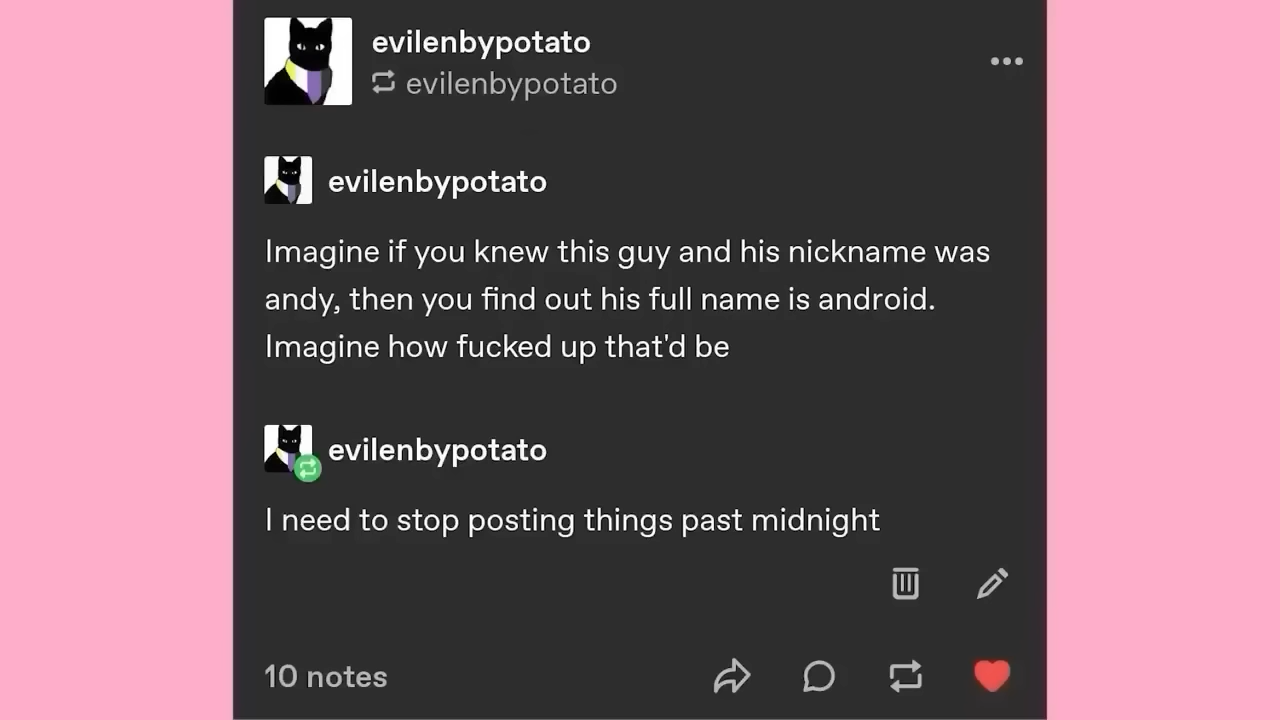 evilenbypotato
evilenbypotato
evilenbypotato
Imagine if you knew this guy and his nickname was
andy, then you find out his full name is android.
Imagine how fucked up that'd be
evilenbypotato
I need to stop posting things past midnight
10 notes